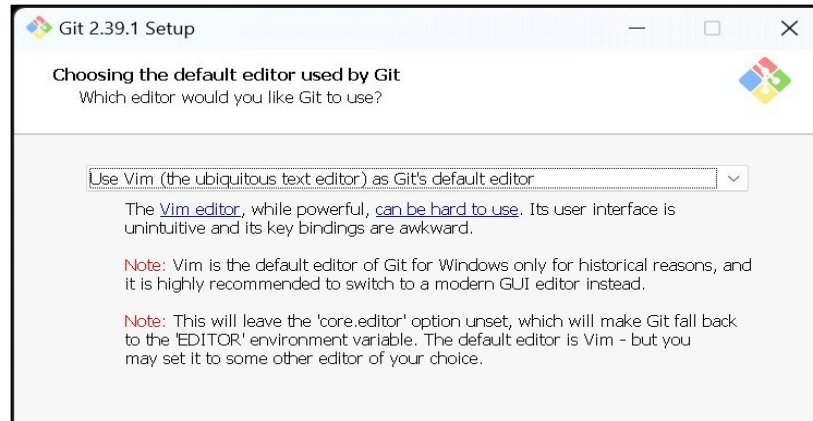 Git 2.39.1 Setup
Choosing the default editor used by Git
Which editor would you like Git to use?
Use Vim (the ubiquitous text editor) as Git's default editor
The Vim editor, while powerful, can be hard to use. Its user interface is
unintuitive and its key bindings are awkward.
Note: Vim is the default editor of Git for Windows only for historical reasons, and
it is highly recommended to switch to a modern GUI editor instead.
Note: This will leave the 'core.editor' option unset, which will make Git fall back
to the 'EDITOR' environment variable. The default editor is Vim - but you
may set it to some other editor of your choice.